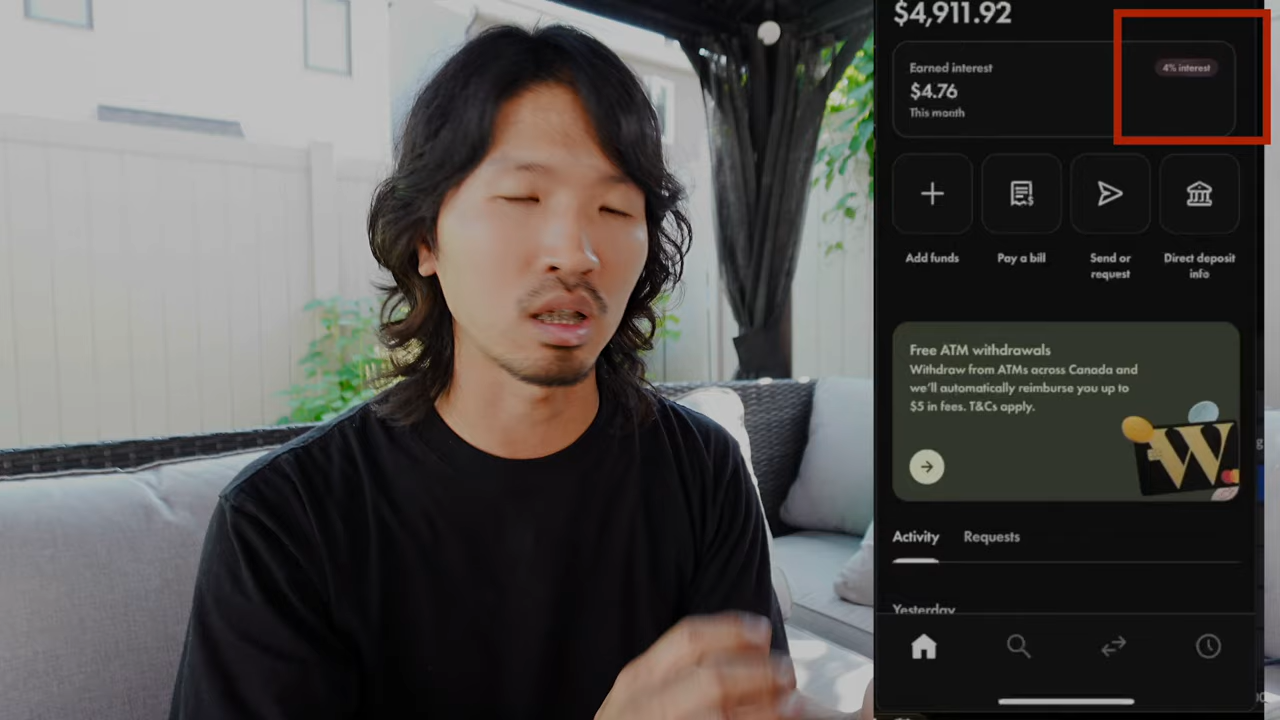 $4,911.92
Earned interest
4% interest
$4.76
This month
Add funds
Pay a bill
Send or
request
Direct deposit
info
Free ATM withdrawals
Withdraw from ATMs across Canada and
we'll automatically reimburse you up to
$5 in fees. T&Cs apply.
W
Activity
Requests
Yesterday